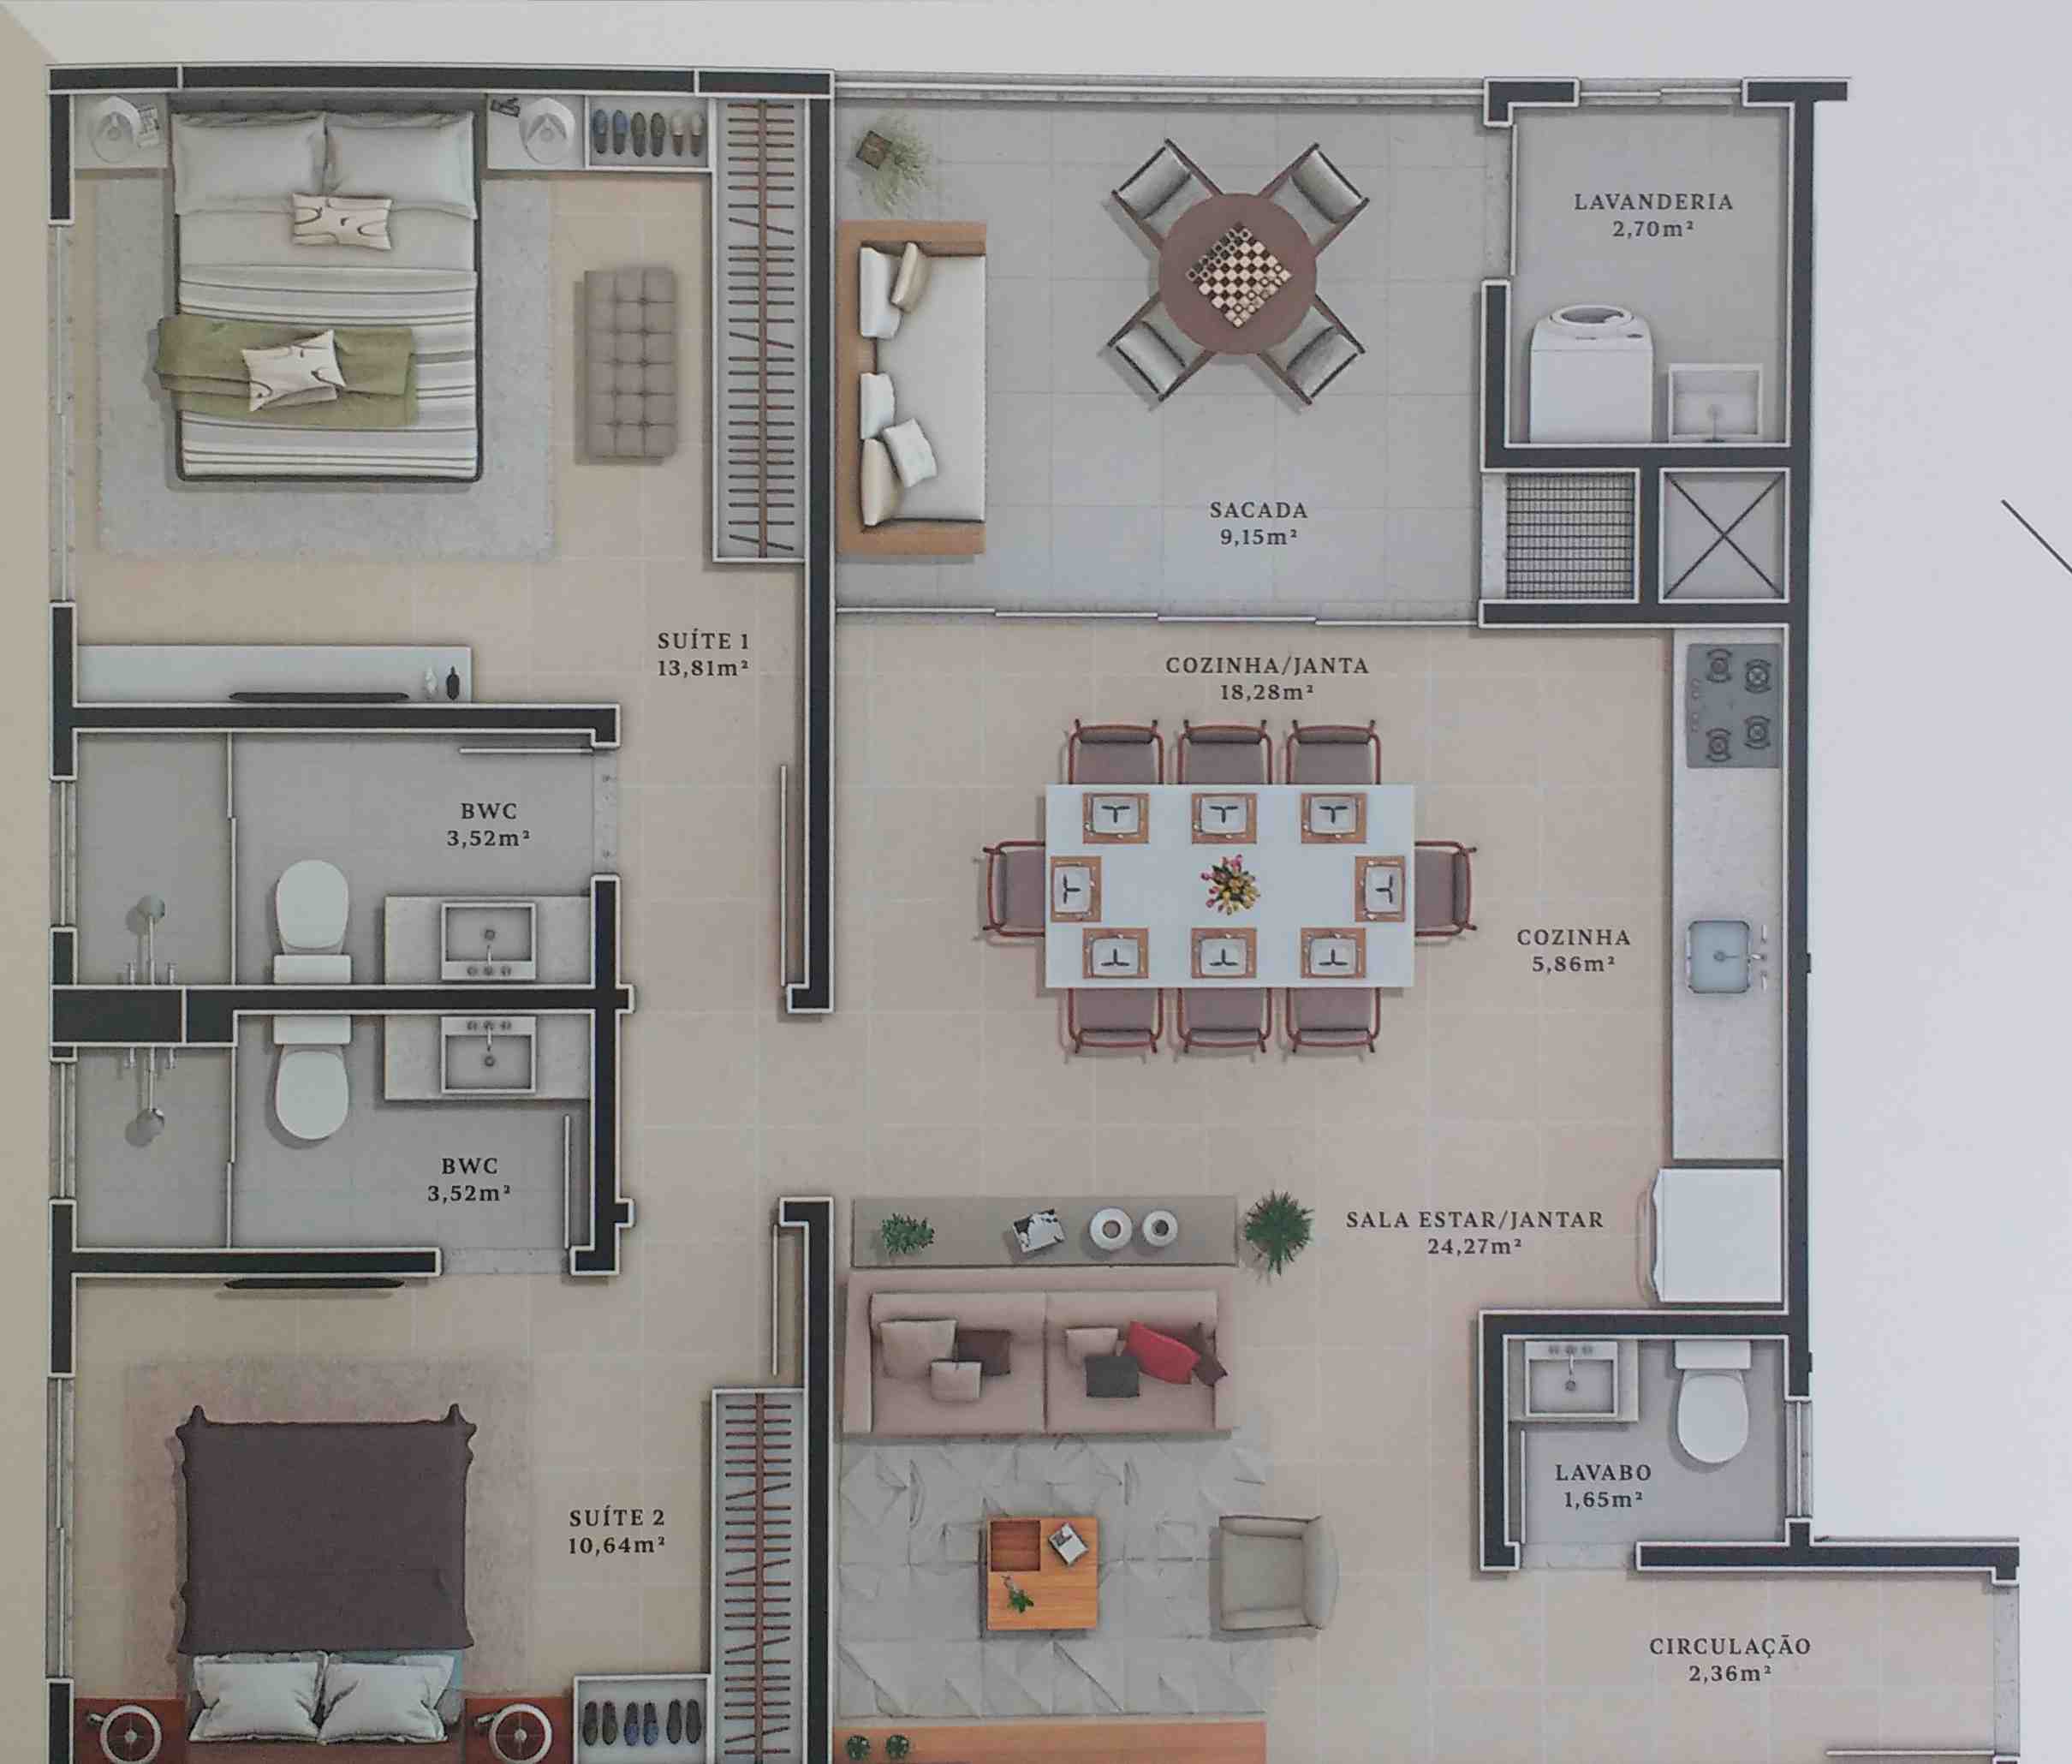 LAVANDERIA
2,70m²
SACADA
9,15m²
SUÍTE 1
13,81m²
COZINHA/JANTA
18,28m²
BWC
3,52m²
COZINHA
5,86m²
BWC
3,52m²
SALA ESTAR/JANTAR
24,27m²
LAVABO
1,65m²
SUÍTE 2
10,64m²
CIRCULAÇÃO
2,36m²